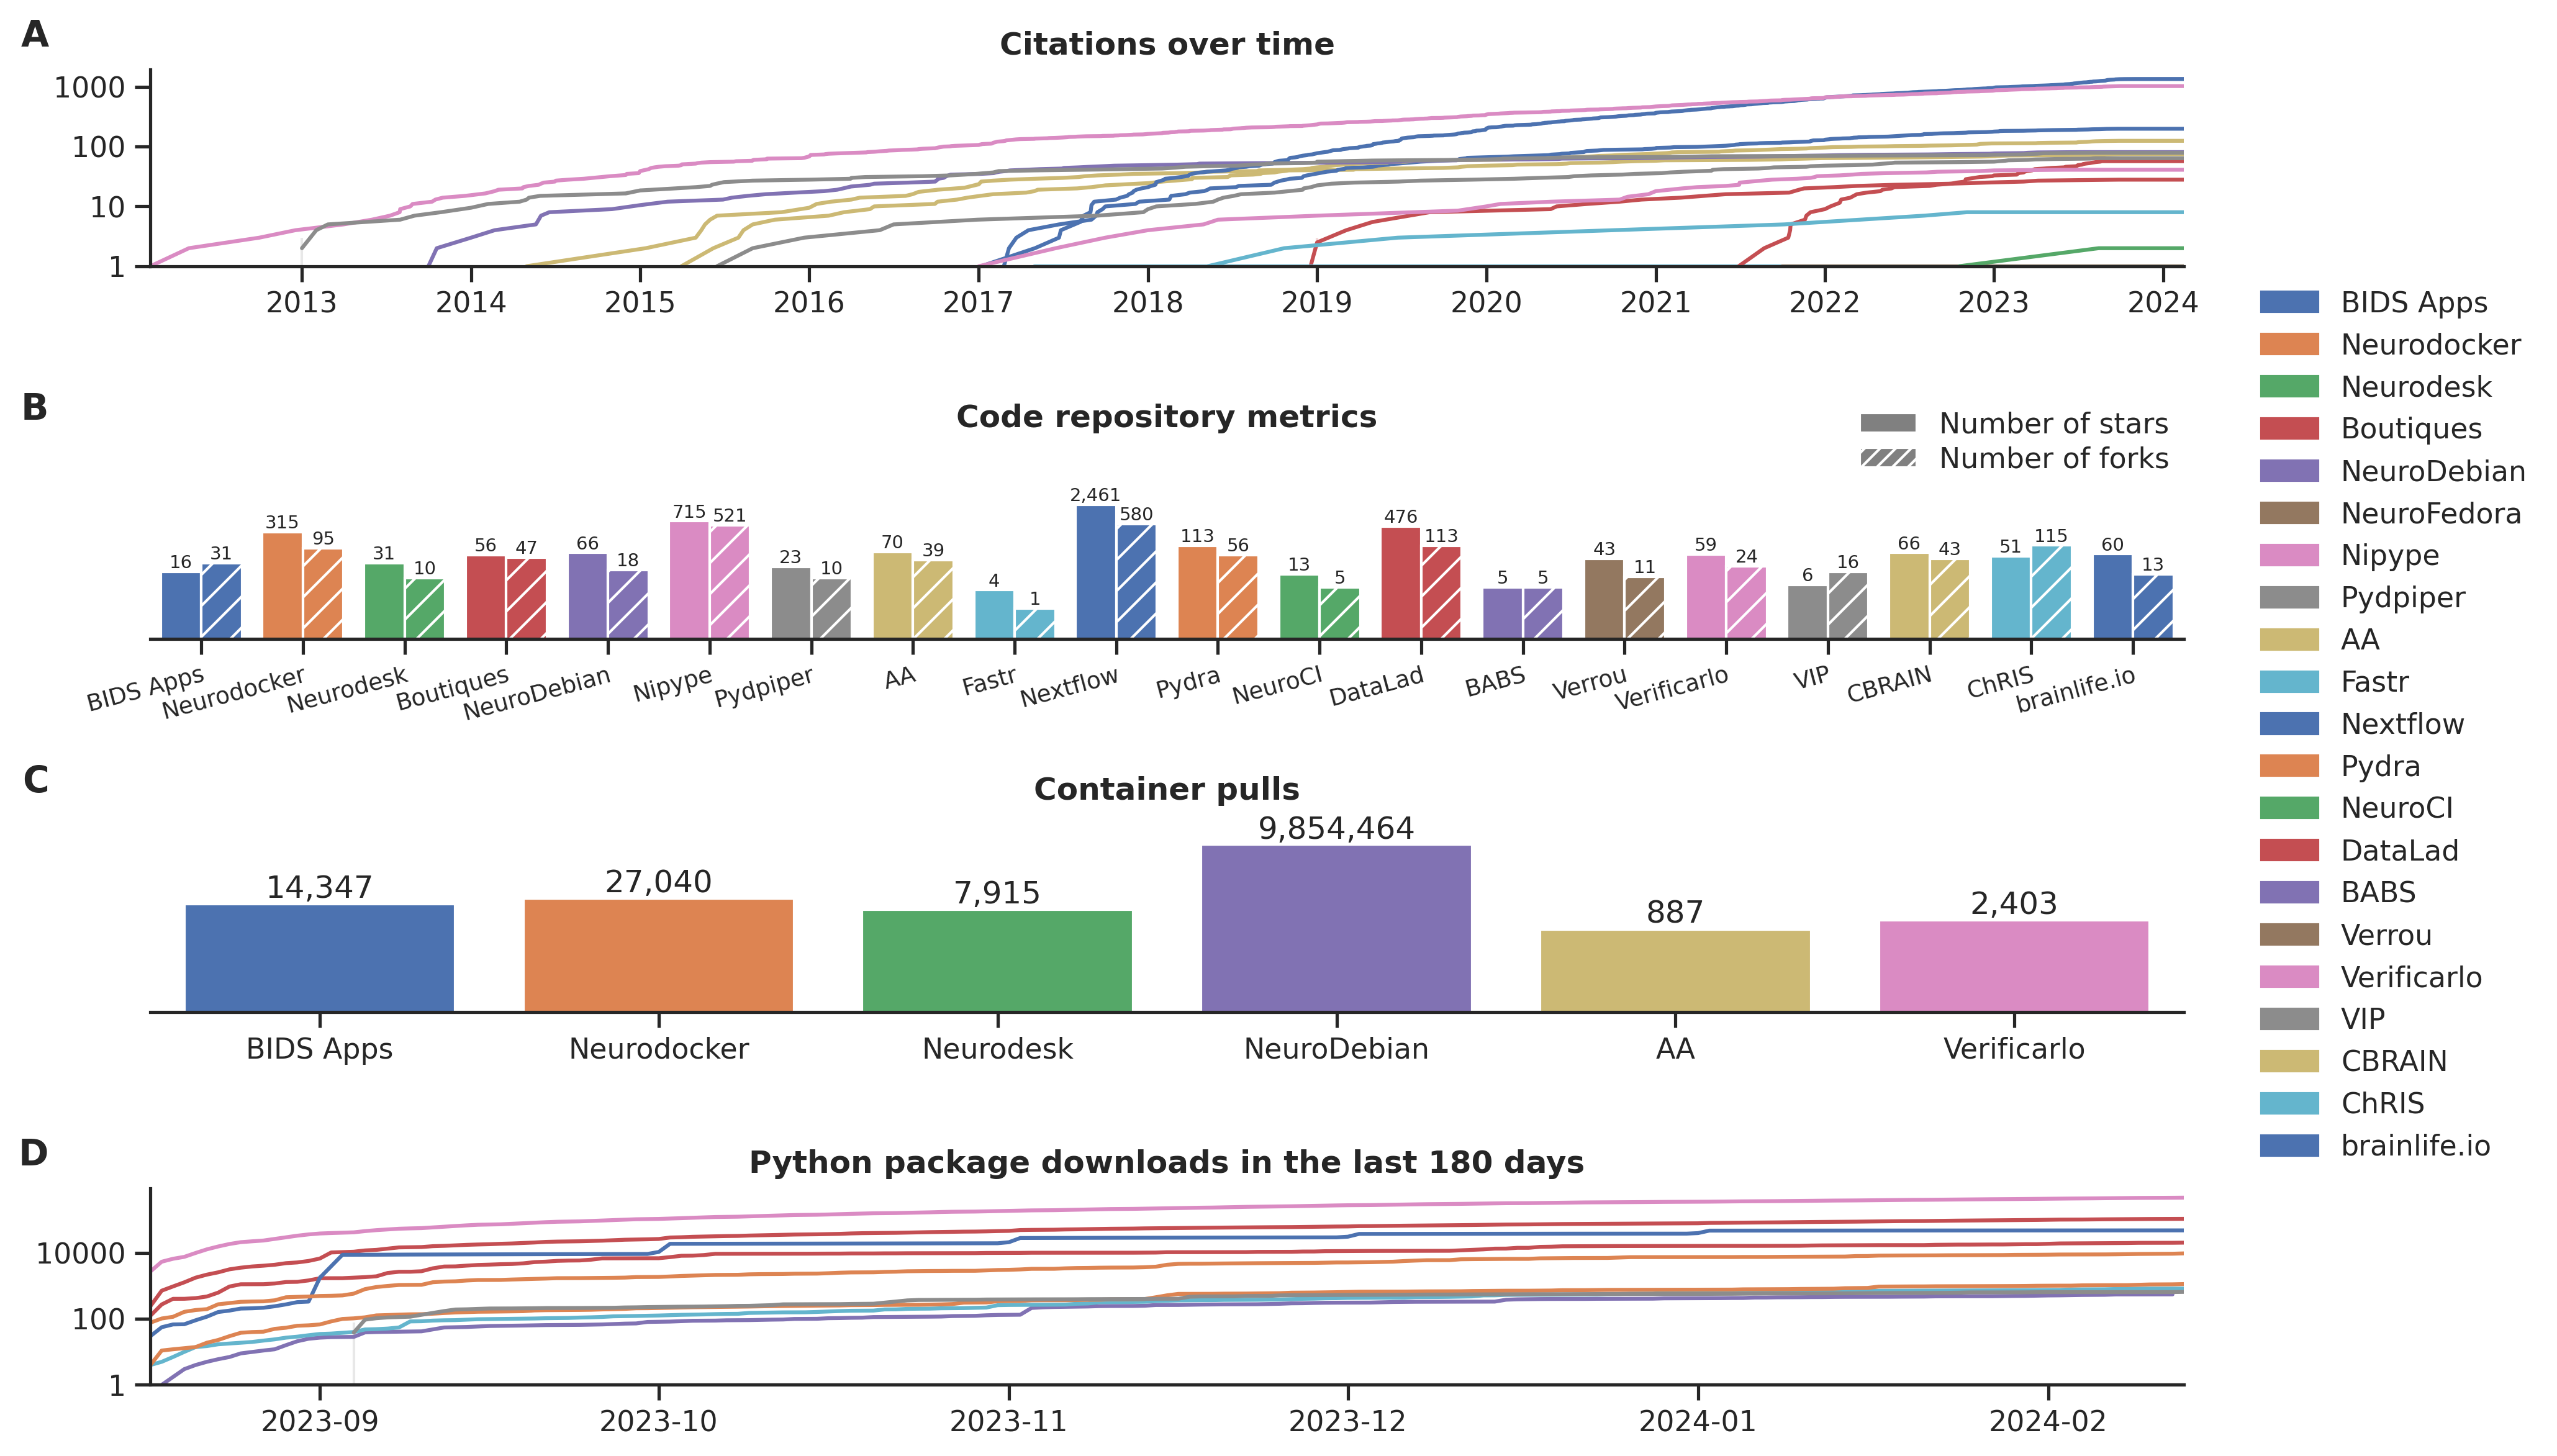 A
Citations over time
1000
100
10
1
2013 2014 2015 2016 2017 2018 2019 2020 2021 2022 2023 2024
B
Code repository metrics
Number of stars
Number of forks
16 31 315 95 31 10 56 47 66 18 715 521 23 10 70 39 4 1 2,461 580 113 56 13 5 476 113 5 5 43 11 59 24 6 16 66 43 51 115 60 13
BIDS Apps Neurodocker Neurodesk Boutiques NeuroDebian Nipype Pydpiper AA Fastr Nextflow Pydra NeuroCI DataLad BABS Verrou Verificarlo VIP CBRAIN ChRIS brainlife.io
C
Container pulls
14,347 27,040 7,915 9,854,464 887 2,403
BIDS Apps Neurodocker Neurodesk NeuroDebian AA Verificarlo
D
Python package downloads in the last 180 days
10000
100
1
2023-09 2023-10 2023-11 2023-12 2024-01 2024-02
BIDS Apps
Neurodocker
Neurodesk
Boutiques
NeuroDebian
NeuroFedora
Nipype
Pydpiper
AA
Fastr
Nextflow
Pydra
NeuroCI
DataLad
BABS
Verrou
Verificarlo
VIP
CBRAIN
ChRIS
brainlife.io